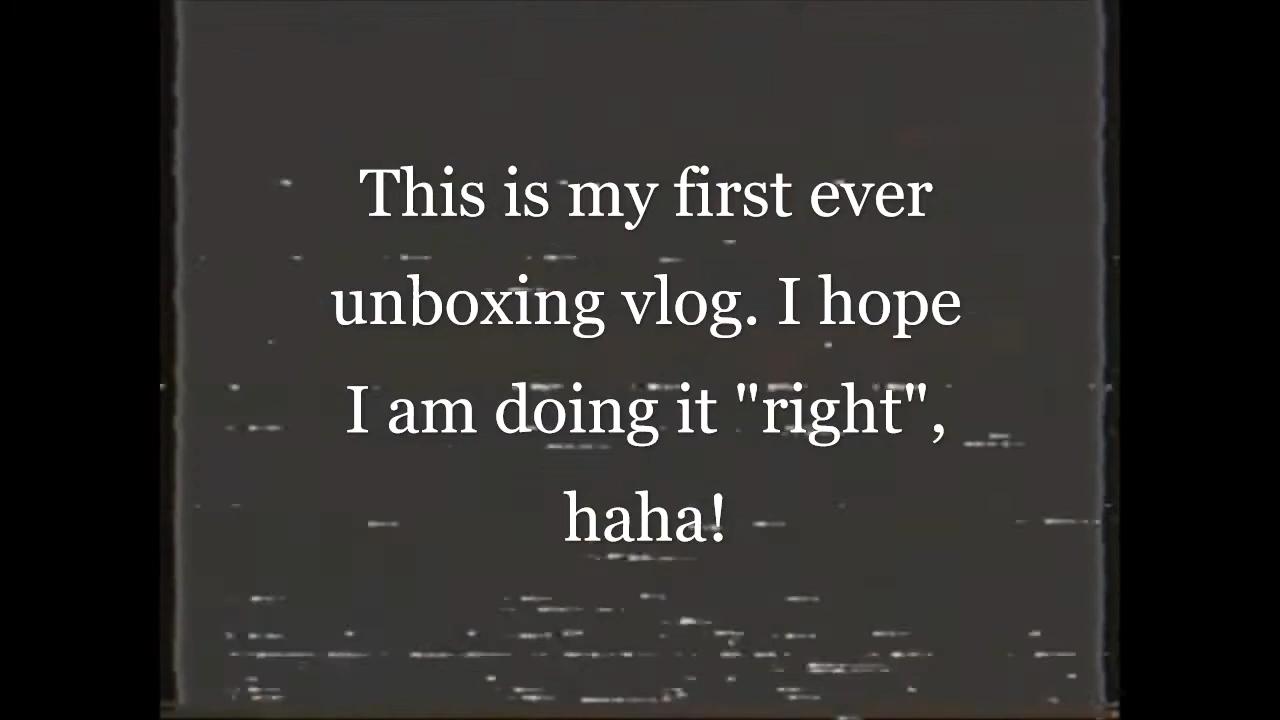 This is my first ever
unboxing vlog. I hope
I am doing it "right",
haha!